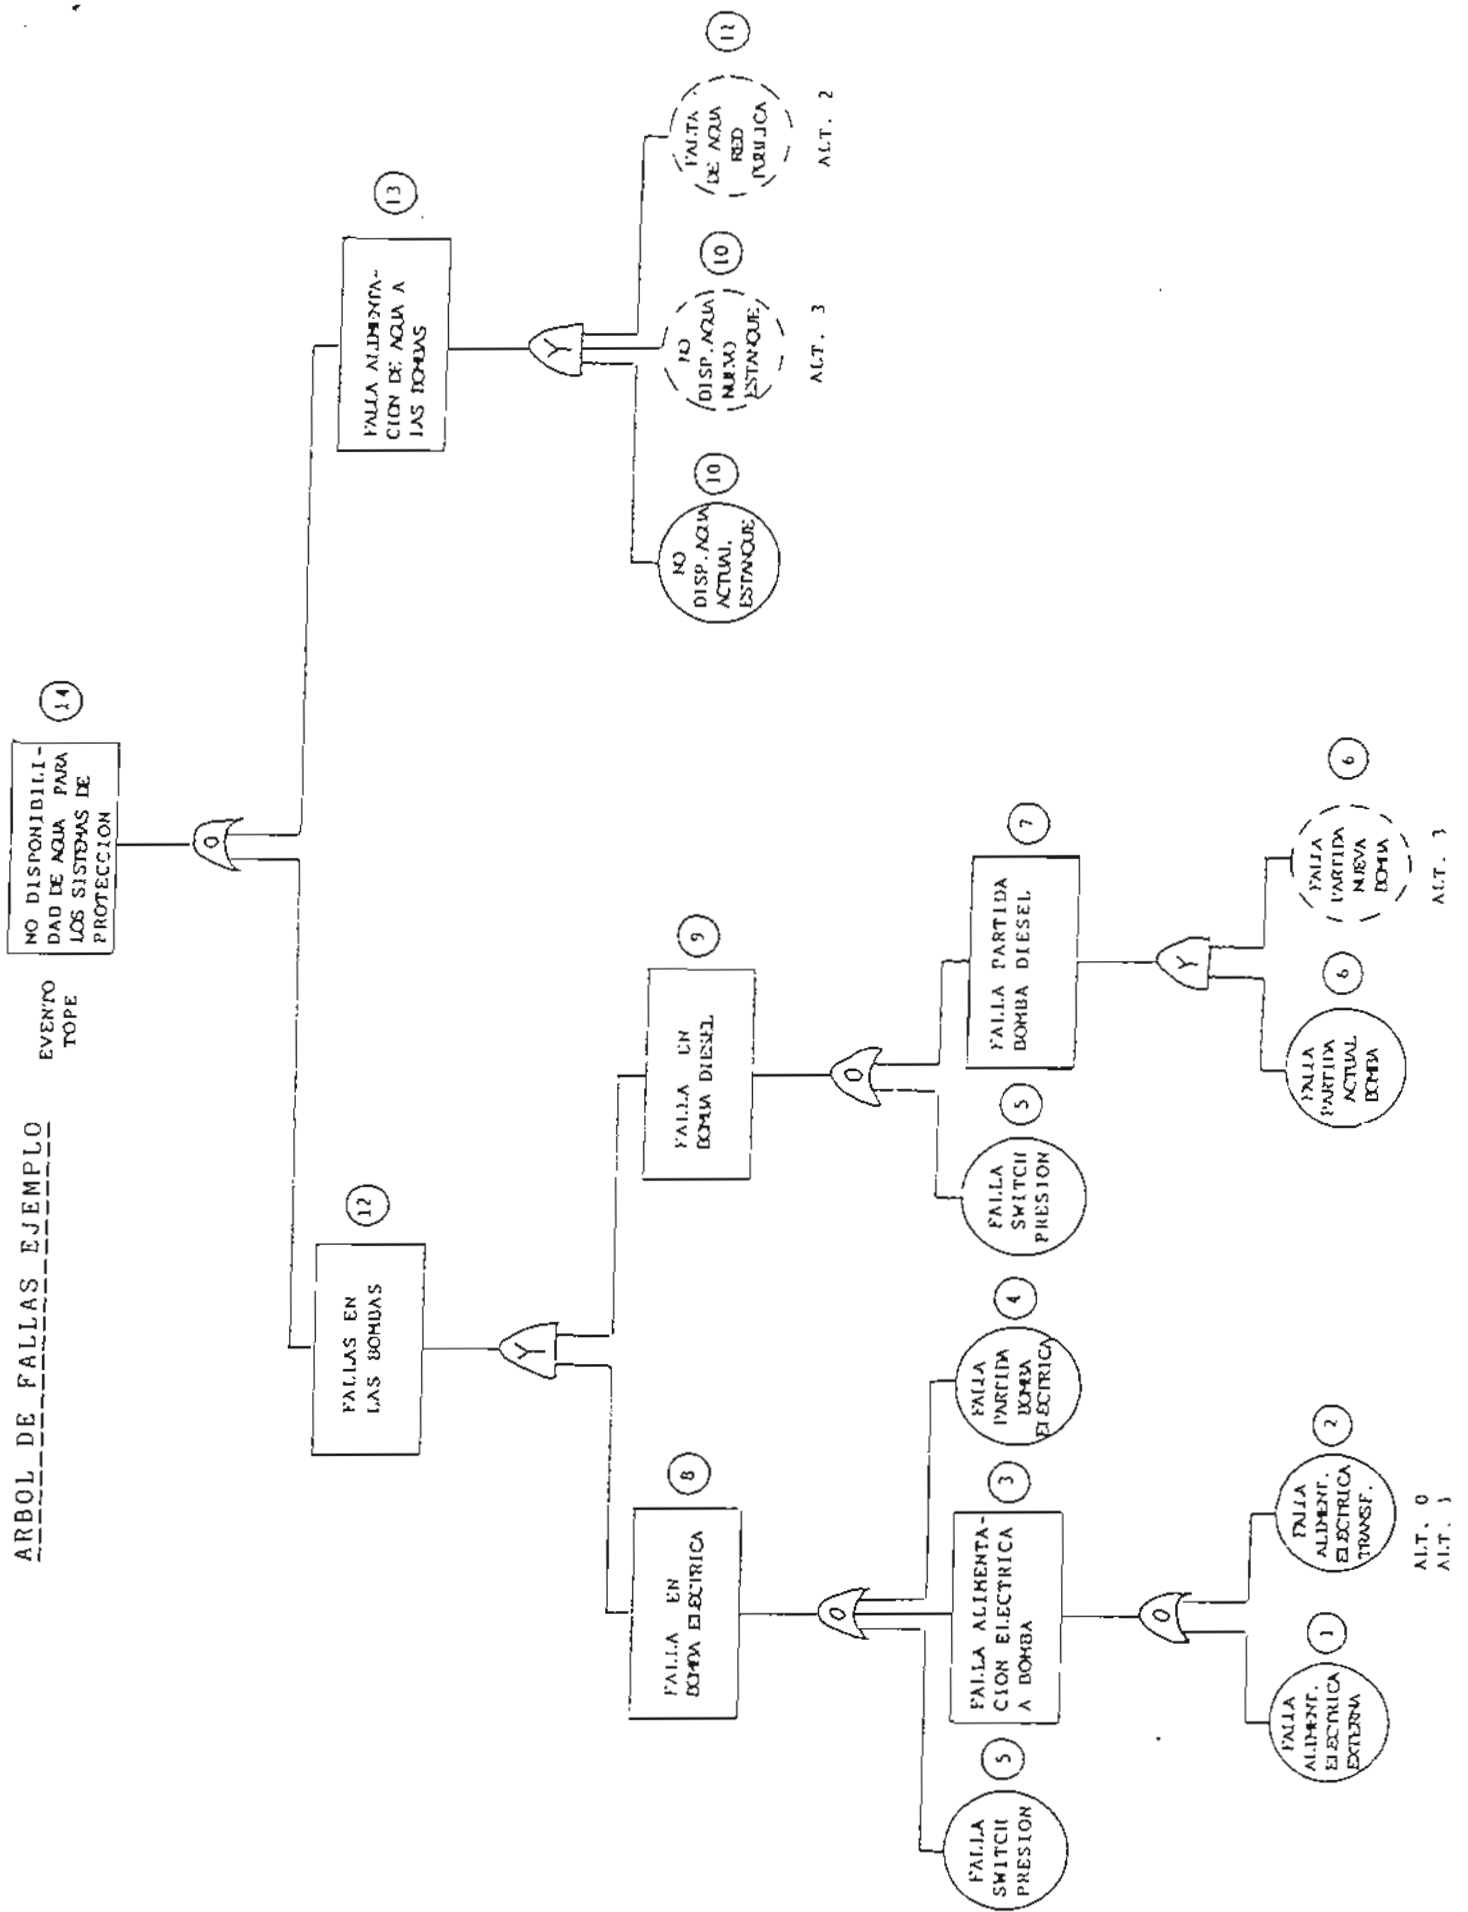 ARBOL DE FALLAS EJEMPLO
EVENTO
TOPE
NO DISPONIBILI-
DAD DE AGUA PARA
LOS SISTEMAS DE
PROTECCION
14
FALLAS EN
LAS BOMBAS
12
FALLA ALIMENTA-
CION DE AGUA A
LAS BOMBAS
13
O
Y
Y
FALLA EN
BOMBA ELECTRICA
8
FALLA EN
BOMBA DIESEL
9
NO
DISP. AGUA
ACTUAL
ESTANQUE
10
NO
DISP. AGUA
NUEVO
ESTANQUE
10
ALT. 3
FALTA
DE AGUA
RED
PUBLICA
11
ALT. 2
O
O
FALLA
SWITCH
PRESION
5
FALLA ALIMENTA-
CION ELECTRICA
A BOMBA
3
FALLA
PARTIDA
BOMBA
ELECTRICA
4
FALLA
SWITCH
PRESION
5
FALLA PARTIDA
BOMBA DIESEL
7
O
Y
FALLA
ALIMENT.
ELECTRICA
EXTERNA
1
FALLA
ALIMENT.
ELECTRICA
TRANSF.
2
ALT. 0
ALT.
FALLA
PARTIDA
ACTUAL
BOMBA
6
FALLA
PARTIDA
NUEVA
BOMBA
6
ALT.